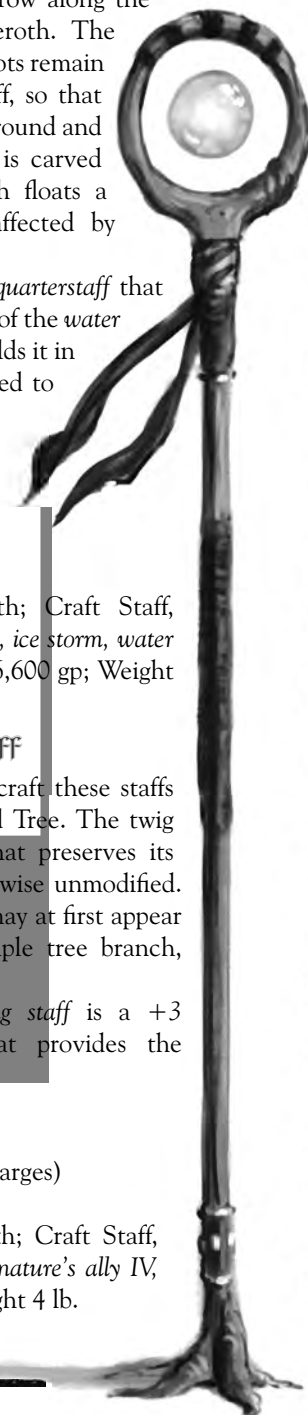 along the
eroth. The
ots remain
ff, so that
round and
is carved
h floats a
ffected by
quarterstaff that
of the water
lds it in
ed to
th; Craft Staff,
, ice storm, water
6,600 gp; Weight
ff
craft these staffs
l Tree. The twig
hat preserves its
wise unmodified.
may at first appear
ple tree branch,
g staff is a +3
at provides the
arges)
th; Craft Staff,
nature's ally IV,
ght 4 lb.